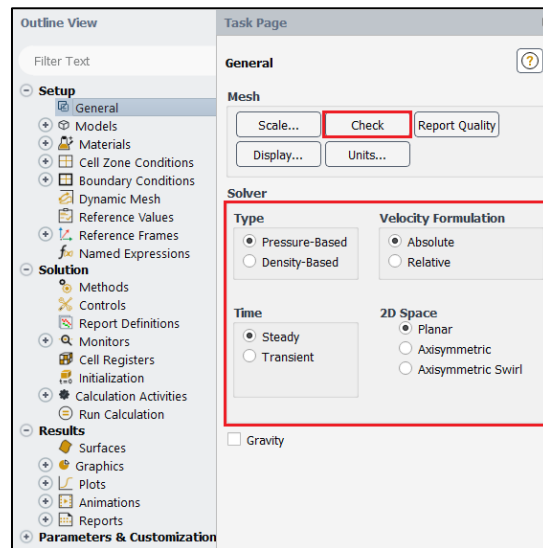 Outline View
Filter Text
Setup
General
Models
Materials
Cell Zone Conditions
Boundary Conditions
Dynamic Mesh
Reference Values
Reference Frames
Named Expressions
Solution
Methods
Controls
Report Definitions
Monitors
Cell Registers
Initialization
Calculation Activities
Run Calculation
Results
Surfaces
Graphics
Plots
Animations
Reports
Parameters & Customization
Task Page
General
Mesh
Scale... Check Report Quality
Display... Units...
Solver
Type
Pressure-Based
Density-Based
Velocity Formulation
Absolute
Relative
Time
Steady
Transient
2D Space
Planar
Axisymmetric
Axisymmetric Swirl
Gravity